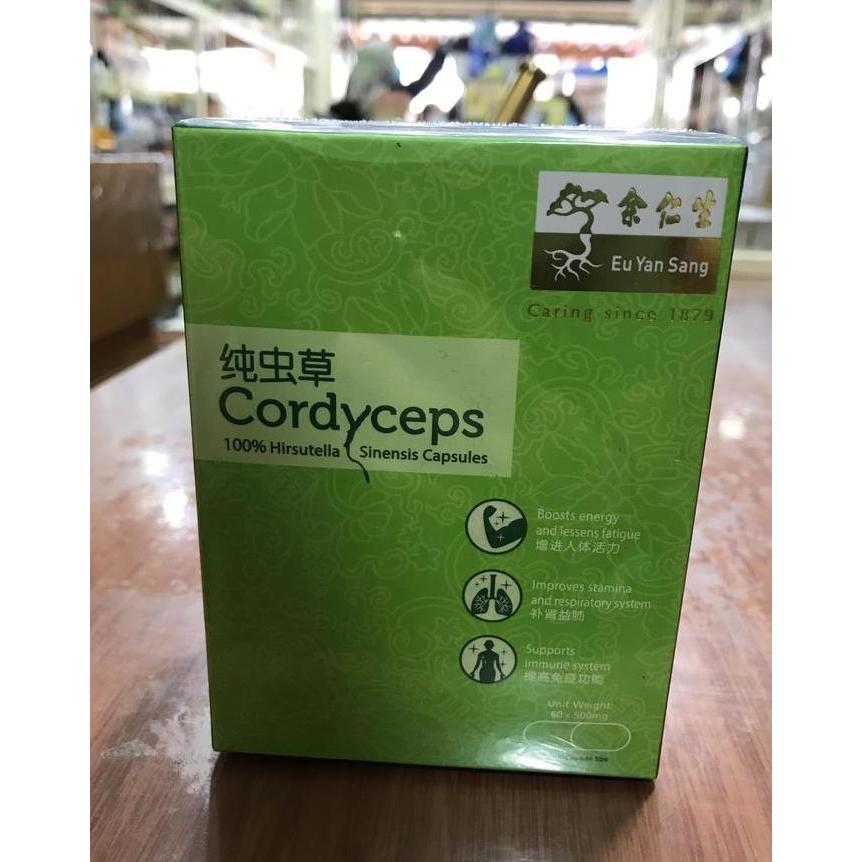 余仁生
Eu Yan Sang
Caring since 1879
纯虫草
Cordyceps
100% Hirsutella Sinensis Capsules
Boosts energy
and lessens fatigue
增进人体活力
Improves stamina
and respiratory system
补肾益肺
Supports
immune system
提高免疫功能
Unit Weight:
60 x 500mg
Capsule Size